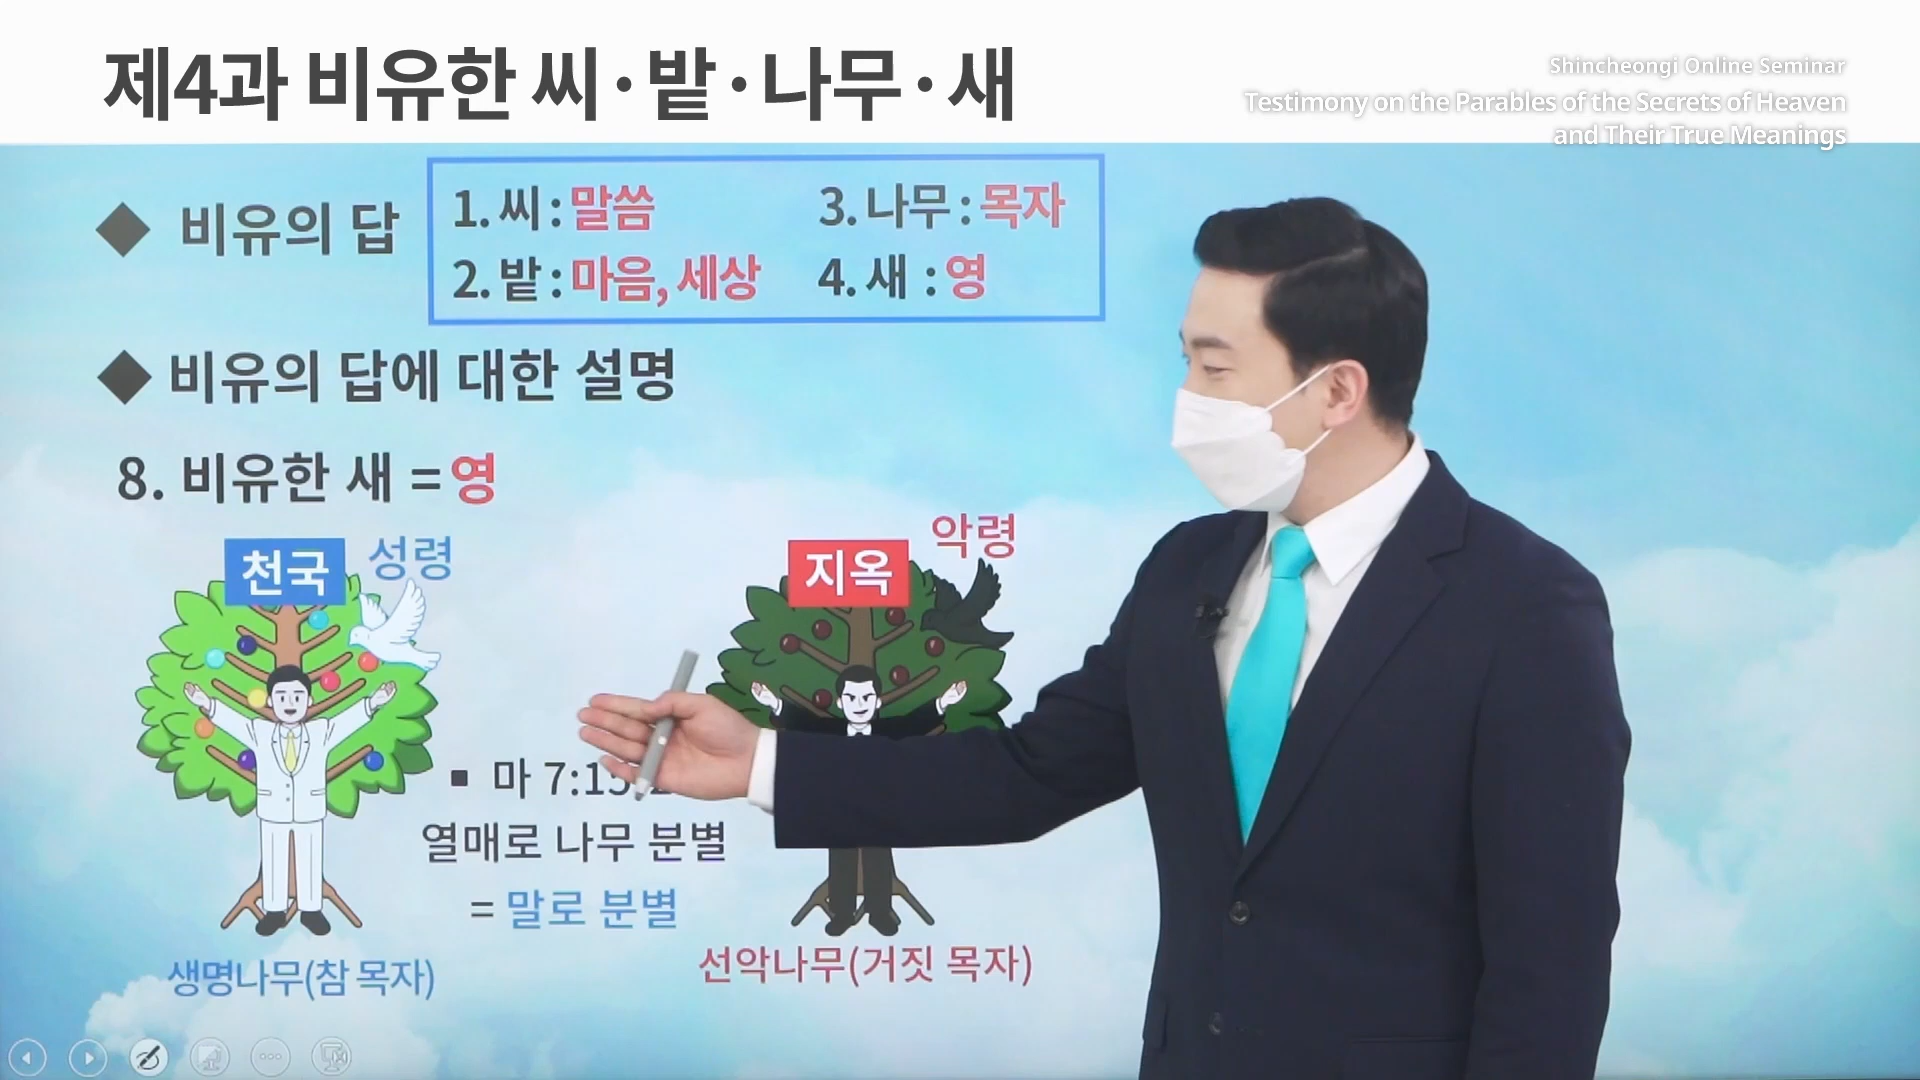 제4과 비유한 씨·밭·나무·새
Shincheongi Online Seminar
Testimony on the Parables of the Secrets of Heaven
and Their True Meanings
◆ 비유의 답
1. 씨 : 말씀
3. 나무 : 목자
2. 밭 : 마음, 세상
4. 새 : 영
◆ 비유의 답에 대한 설명
8. 비유한 새 = 영
천국
성령
지옥
악령
▪ 마 7:15
열매로 나무 분별
= 말로 분별
생명나무(참 목자)
선악나무(거짓 목자)